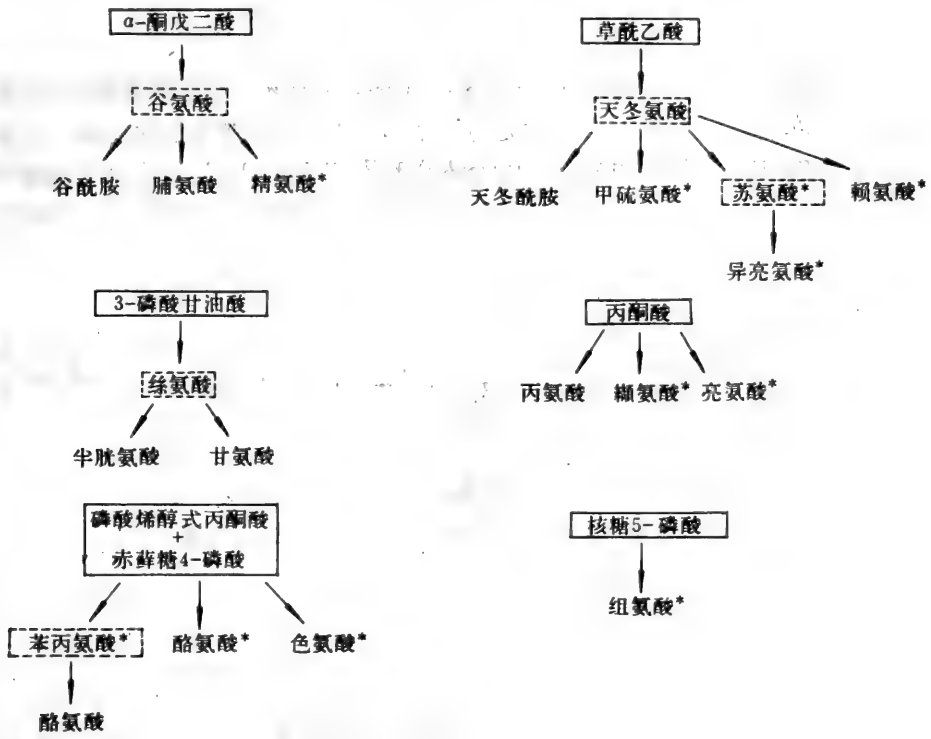 α-酮戊二酸
谷氨酸
谷酰胺 脯氨酸 精氨酸*
草酰乙酸
天冬氨酸
天冬酰胺 甲硫氨酸* 苏氨酸* 赖氨酸*
异亮氨酸*
3-磷酸甘油酸
丝氨酸
半胱氨酸 甘氨酸
丙酮酸
丙氨酸 缬氨酸* 亮氨酸*
磷酸烯醇式丙酮酸
+
赤藓糖4-磷酸
苯丙氨酸* 酪氨酸* 色氨酸*
酪氨酸
核糖5-磷酸
组氨酸*